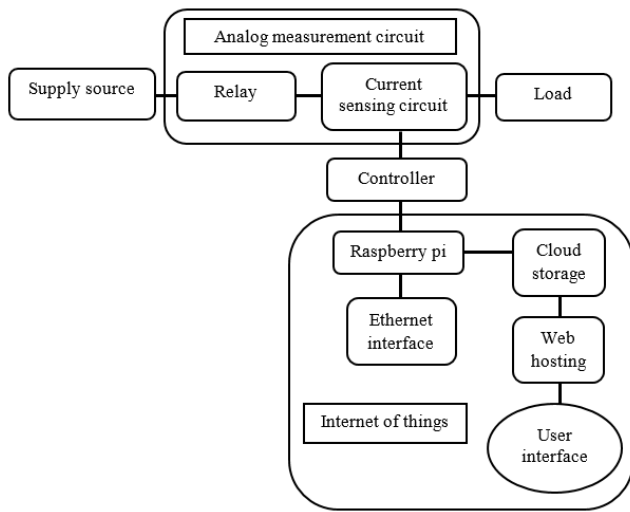 Analog measurement circuit
Supply source
Relay
Current
sensing circuit
Load
Controller
Raspberry pi
Cloud
storage
Ethernet
interface
Web
hosting
Internet of things
User
interface